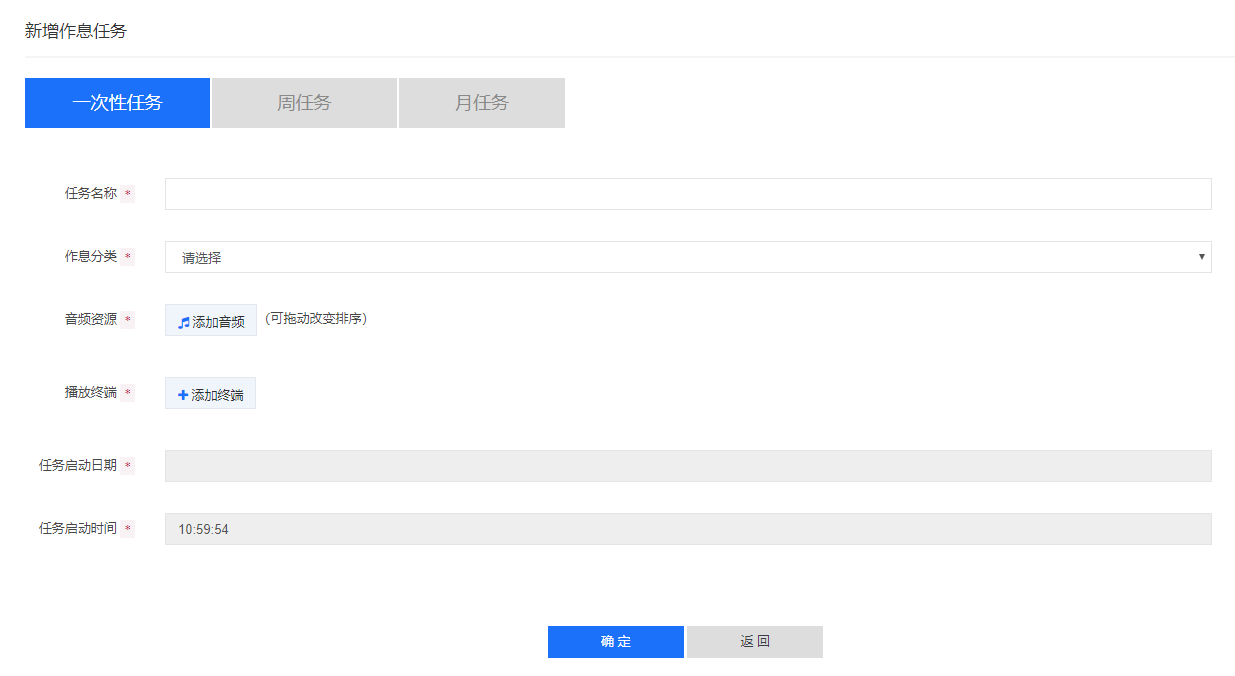 新增作息任务
一次性任务 周任务 月任务
任务名称 *
作息分类 * 请选择
音频资源 * 添加音频 (可拖动改变排序)
播放终端 * 添加终端
任务启动日期 *
任务启动时间 * 10:59:54
确 定 返 回